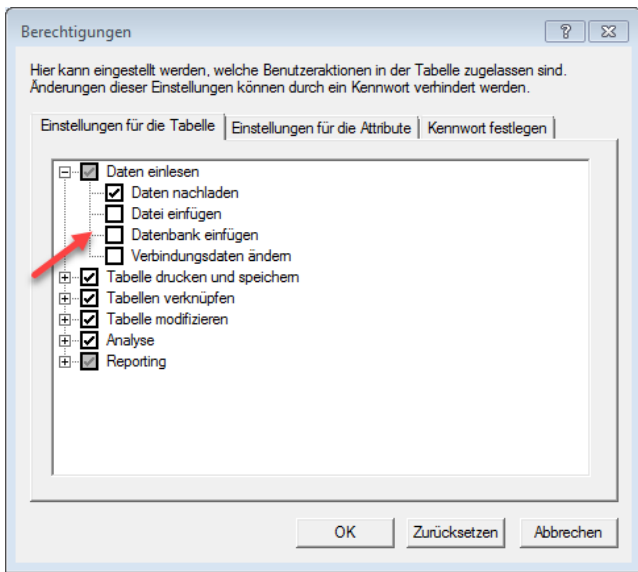 Berechtigungen
Hier kann eingestellt werden, welche Benutzeraktionen in der Tabelle zugelassen sind.
Änderungen dieser Einstellungen können durch ein Kennwort verhindert werden.
Einstellungen für die Tabelle Einstellungen für die Attribute Kennwort festlegen
Daten einlesen
Daten nachladen
Datei einfügen
Datenbank einfügen
Verbindungsdaten ändern
Tabelle drucken und speichern
Tabellen verknüpfen
Tabelle modifizieren
Analyse
Reporting
OK Zurücksetzen Abbrechen